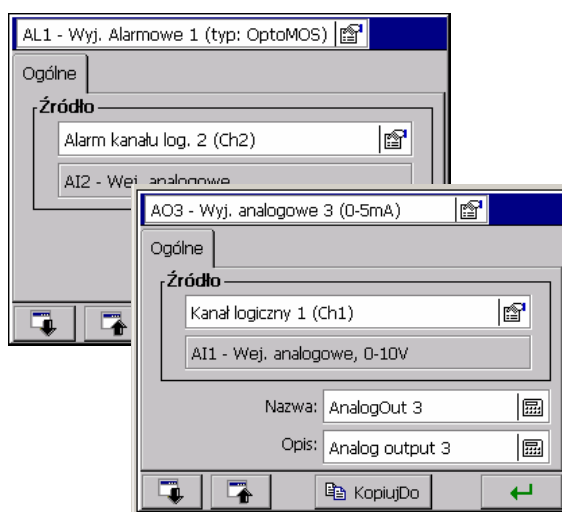 AL1 - Wyj. Alarmowe 1 (typ: OptoMOS)
Ogólne
Źródło
Alarm kanału log. 2 (Ch2)
AI2 - Wej. analogowe
AO3 - Wyj. analogowe 3 (0-5mA)
Ogólne
Źródło
Kanał logiczny 1 (Ch1)
AI1 - Wej. analogowe, 0-10V
Nazwa: AnalogOut 3
Opis: Analog output 3
KopiujDo